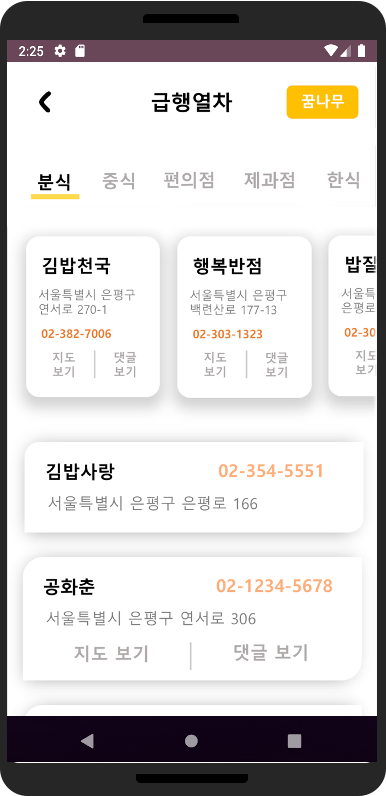 2:25
급행열차
꿈나무
분식 중식 편의점 제과점 한식
김밥천국
서울특별시 은평구
연서로 270-1
02-382-7006
지도
보기
댓글
보기
행복반점
서울특별시 은평구
백련산로 177-13
02-303-1323
지도
보기
댓글
보기
밥질
서울특
은평로
02-30
지도
보기
김밥사랑 02-354-5551
서울특별시 은평구 은평로 166
공화춘 02-1234-5678
서울특별시 은평구 연서로 306
지도 보기 댓글 보기